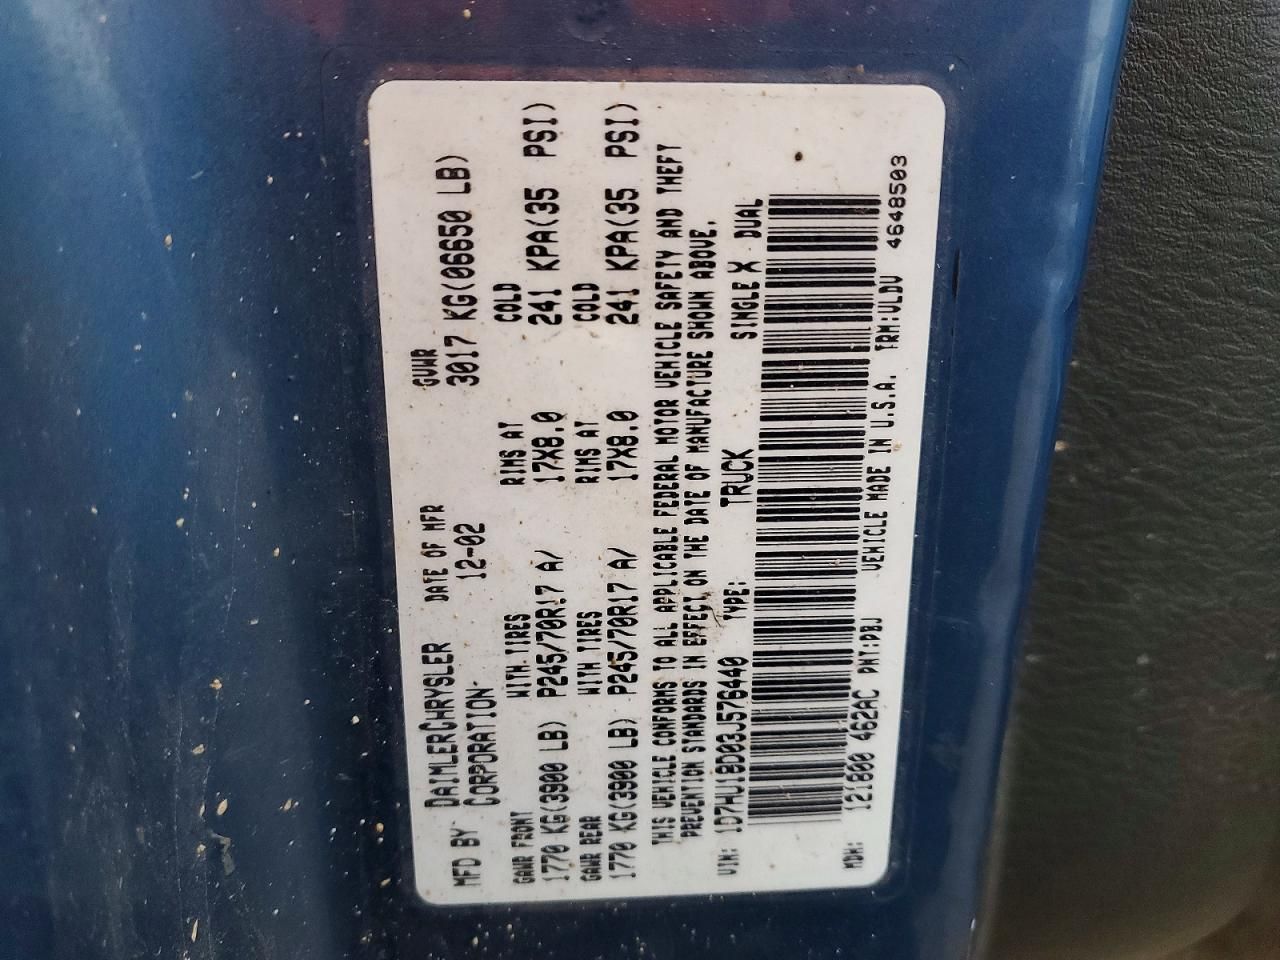 MFD BY: DAIMLERCHRYSLER CORPORATION DATE OF MFR 12-02 GVWR 3017 KG(06650 LB)
GAWR FRONT WITH TIRES RIMS AT COLD
1770 KG(3900 LB) P245/70R17 A/ 17X8.0 241 KPA(35 PSI)
GAWR REAR WITH TIRES RIMS AT COLD
1770 KG(3900 LB) P245/70R17 A/ 17X8.0 241 KPA(35 PSI)
THIS VEHICLE CONFORMS TO ALL APPLICABLE FEDERAL MOTOR VEHICLE SAFETY AND THEFT
PREVENTION STANDARDS IN EFFECT ON THE DATE OF MANUFACTURE SHOWN ABOVE.
VIN: 1D7HU18D03J576440 TYPE: TRUCK SINGLE X DUAL
MDH: 121800 462AC PNT:PBJ VEHICLE MADE IN U.S.A. TRM:VLDV 4648503